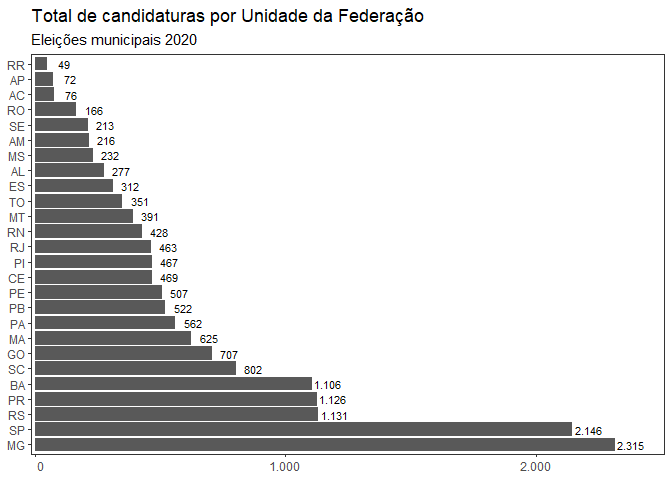 Total de candidaturas por Unidade da Federação
Eleições municipais 2020
RR 49
AP 72
AC 76
RO 166
SE 213
AM 216
MS 232
AL 277
ES 312
TO 351
MT 391
RN 428
RJ 463
PI 467
CE 469
PE 507
PB 522
PA 562
MA 625
GO 707
SC 802
BA 1.106
PR 1.126
RS 1.131
SP 2.146
MG 2.315
0 1.000 2.000